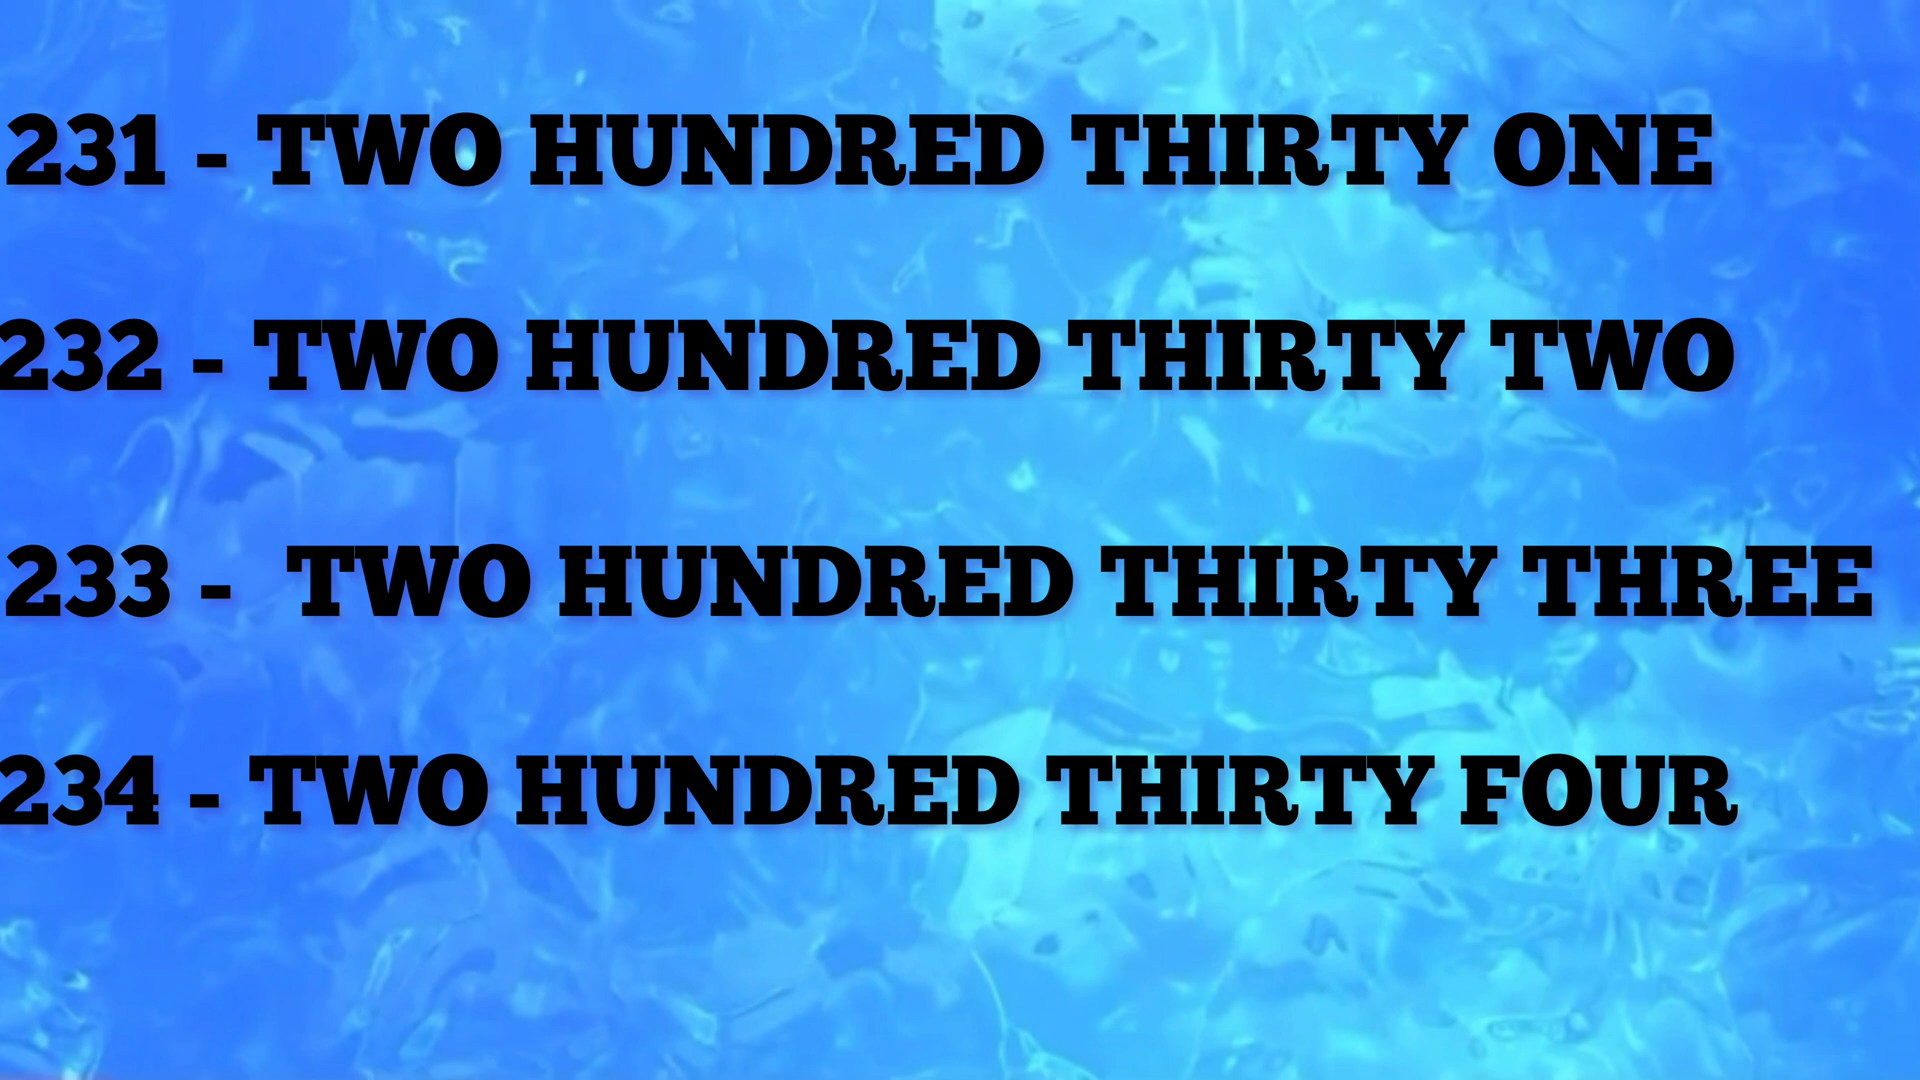 231 - TWO HUNDRED THIRTY ONE
232 - TWO HUNDRED THIRTY TWO
233 - TWO HUNDRED THIRTY THREE
234 - TWO HUNDRED THIRTY FOUR